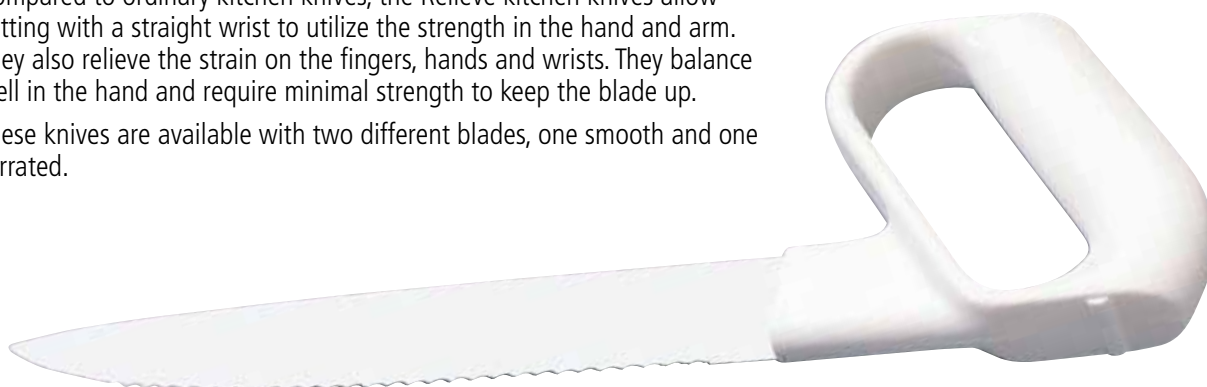 mpared to ordinary kitchen knives, the Relieve kitchen knives allow
tting with a straight wrist to utilize the strength in the hand and arm.
ey also relieve the strain on the fingers, hands and wrists. They balance
ell in the hand and require minimal strength to keep the blade up.
ese knives are available with two different blades, one smooth and one
rrated.